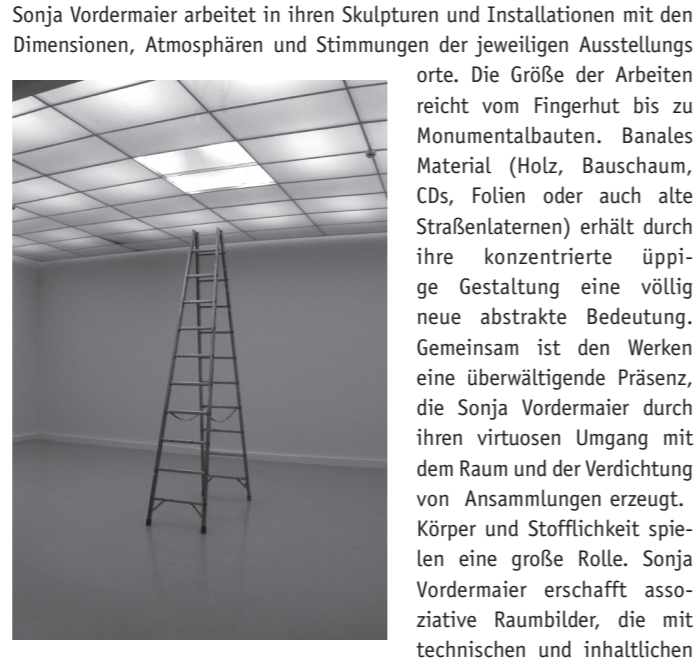 Sonja Vordermaier arbeitet in ihren Skulpturen und Installationen mit den
Dimensionen, Atmosphären und Stimmungen der jeweiligen Ausstellungs
orte. Die Größe der Arbeiten
reicht vom Fingerhut bis zu
Monumentalbauten. Banales
Material (Holz, Bauschaum,
CDs, Folien oder auch alte
Straßenlaternen) erhält durch
ihre konzentrierte üppi-
ge Gestaltung eine völlig
neue abstrakte Bedeutung.
Gemeinsam ist den Werken
eine überwältigende Präsenz,
die Sonja Vordermaier durch
ihren virtuosen Umgang mit
dem Raum und der Verdichtung
von Ansammlungen erzeugt.
Körper und Stofflichkeit spie-
len eine große Rolle. Sonja
Vordermaier erschafft asso-
ziative Raumbilder, die mit
technischen und inhaltlichen